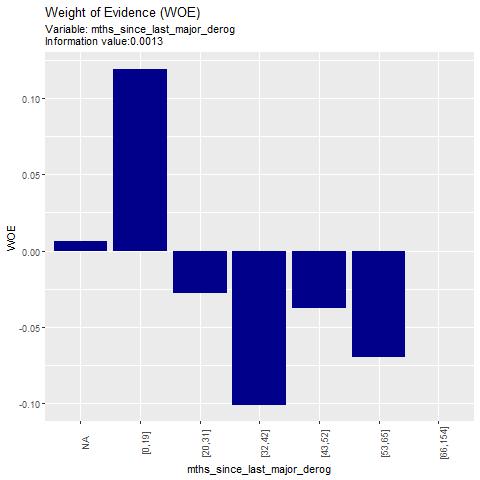 Weight of Evidence (WOE)
Variable: mths_since_last_major_derog
Information value:0.0013
WOE
0.10
0.05
0.00
-0.05
-0.10
NA
[0,19]
[20,31]
[32,42]
[43,52]
[53,65]
[66,154]
mths_since_last_major_derog